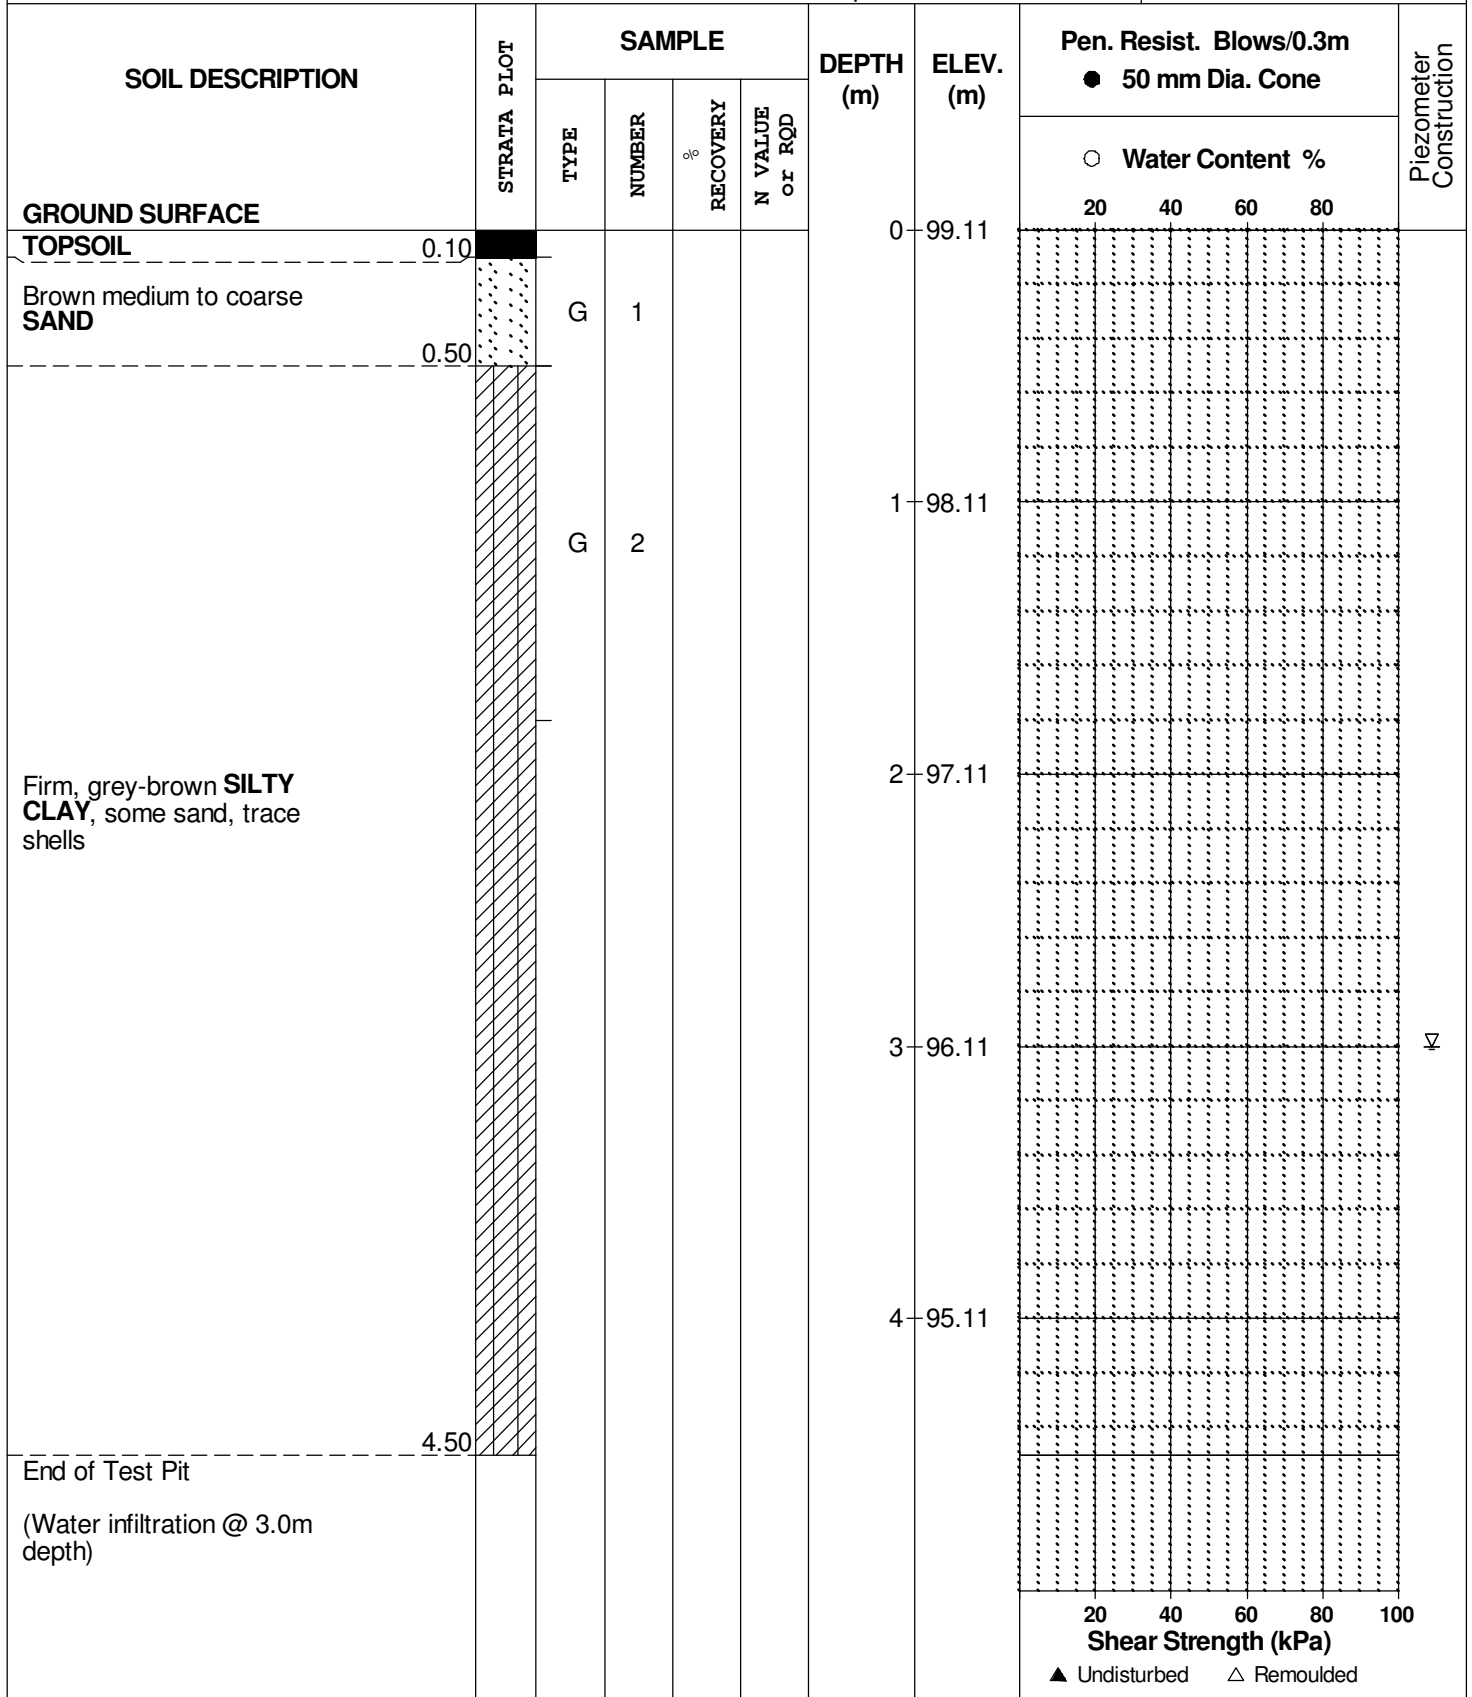 SOIL DESCRIPTION
STRATA PLOT
SAMPLE
TYPE
NUMBER
%
RECOVERY
N VALUE
or RQD
DEPTH
(m)
ELEV.
(m)
Pen. Resist. Blows/0.3m
● 50 mm Dia. Cone
○ Water Content %
20 40 60 80
Piezometer
Construction
GROUND SURFACE
0 99.11
TOPSOIL 0.10
Brown medium to coarse
SAND
G 1
0.50
1 98.11
G 2
2 97.11
Firm, grey-brown SILTY
CLAY, some sand, trace
shells
3 96.11
4 95.11
4.50
End of Test Pit
(Water infiltration @ 3.0m
depth)
20 40 60 80 100
Shear Strength (kPa)
▲ Undisturbed △ Remoulded